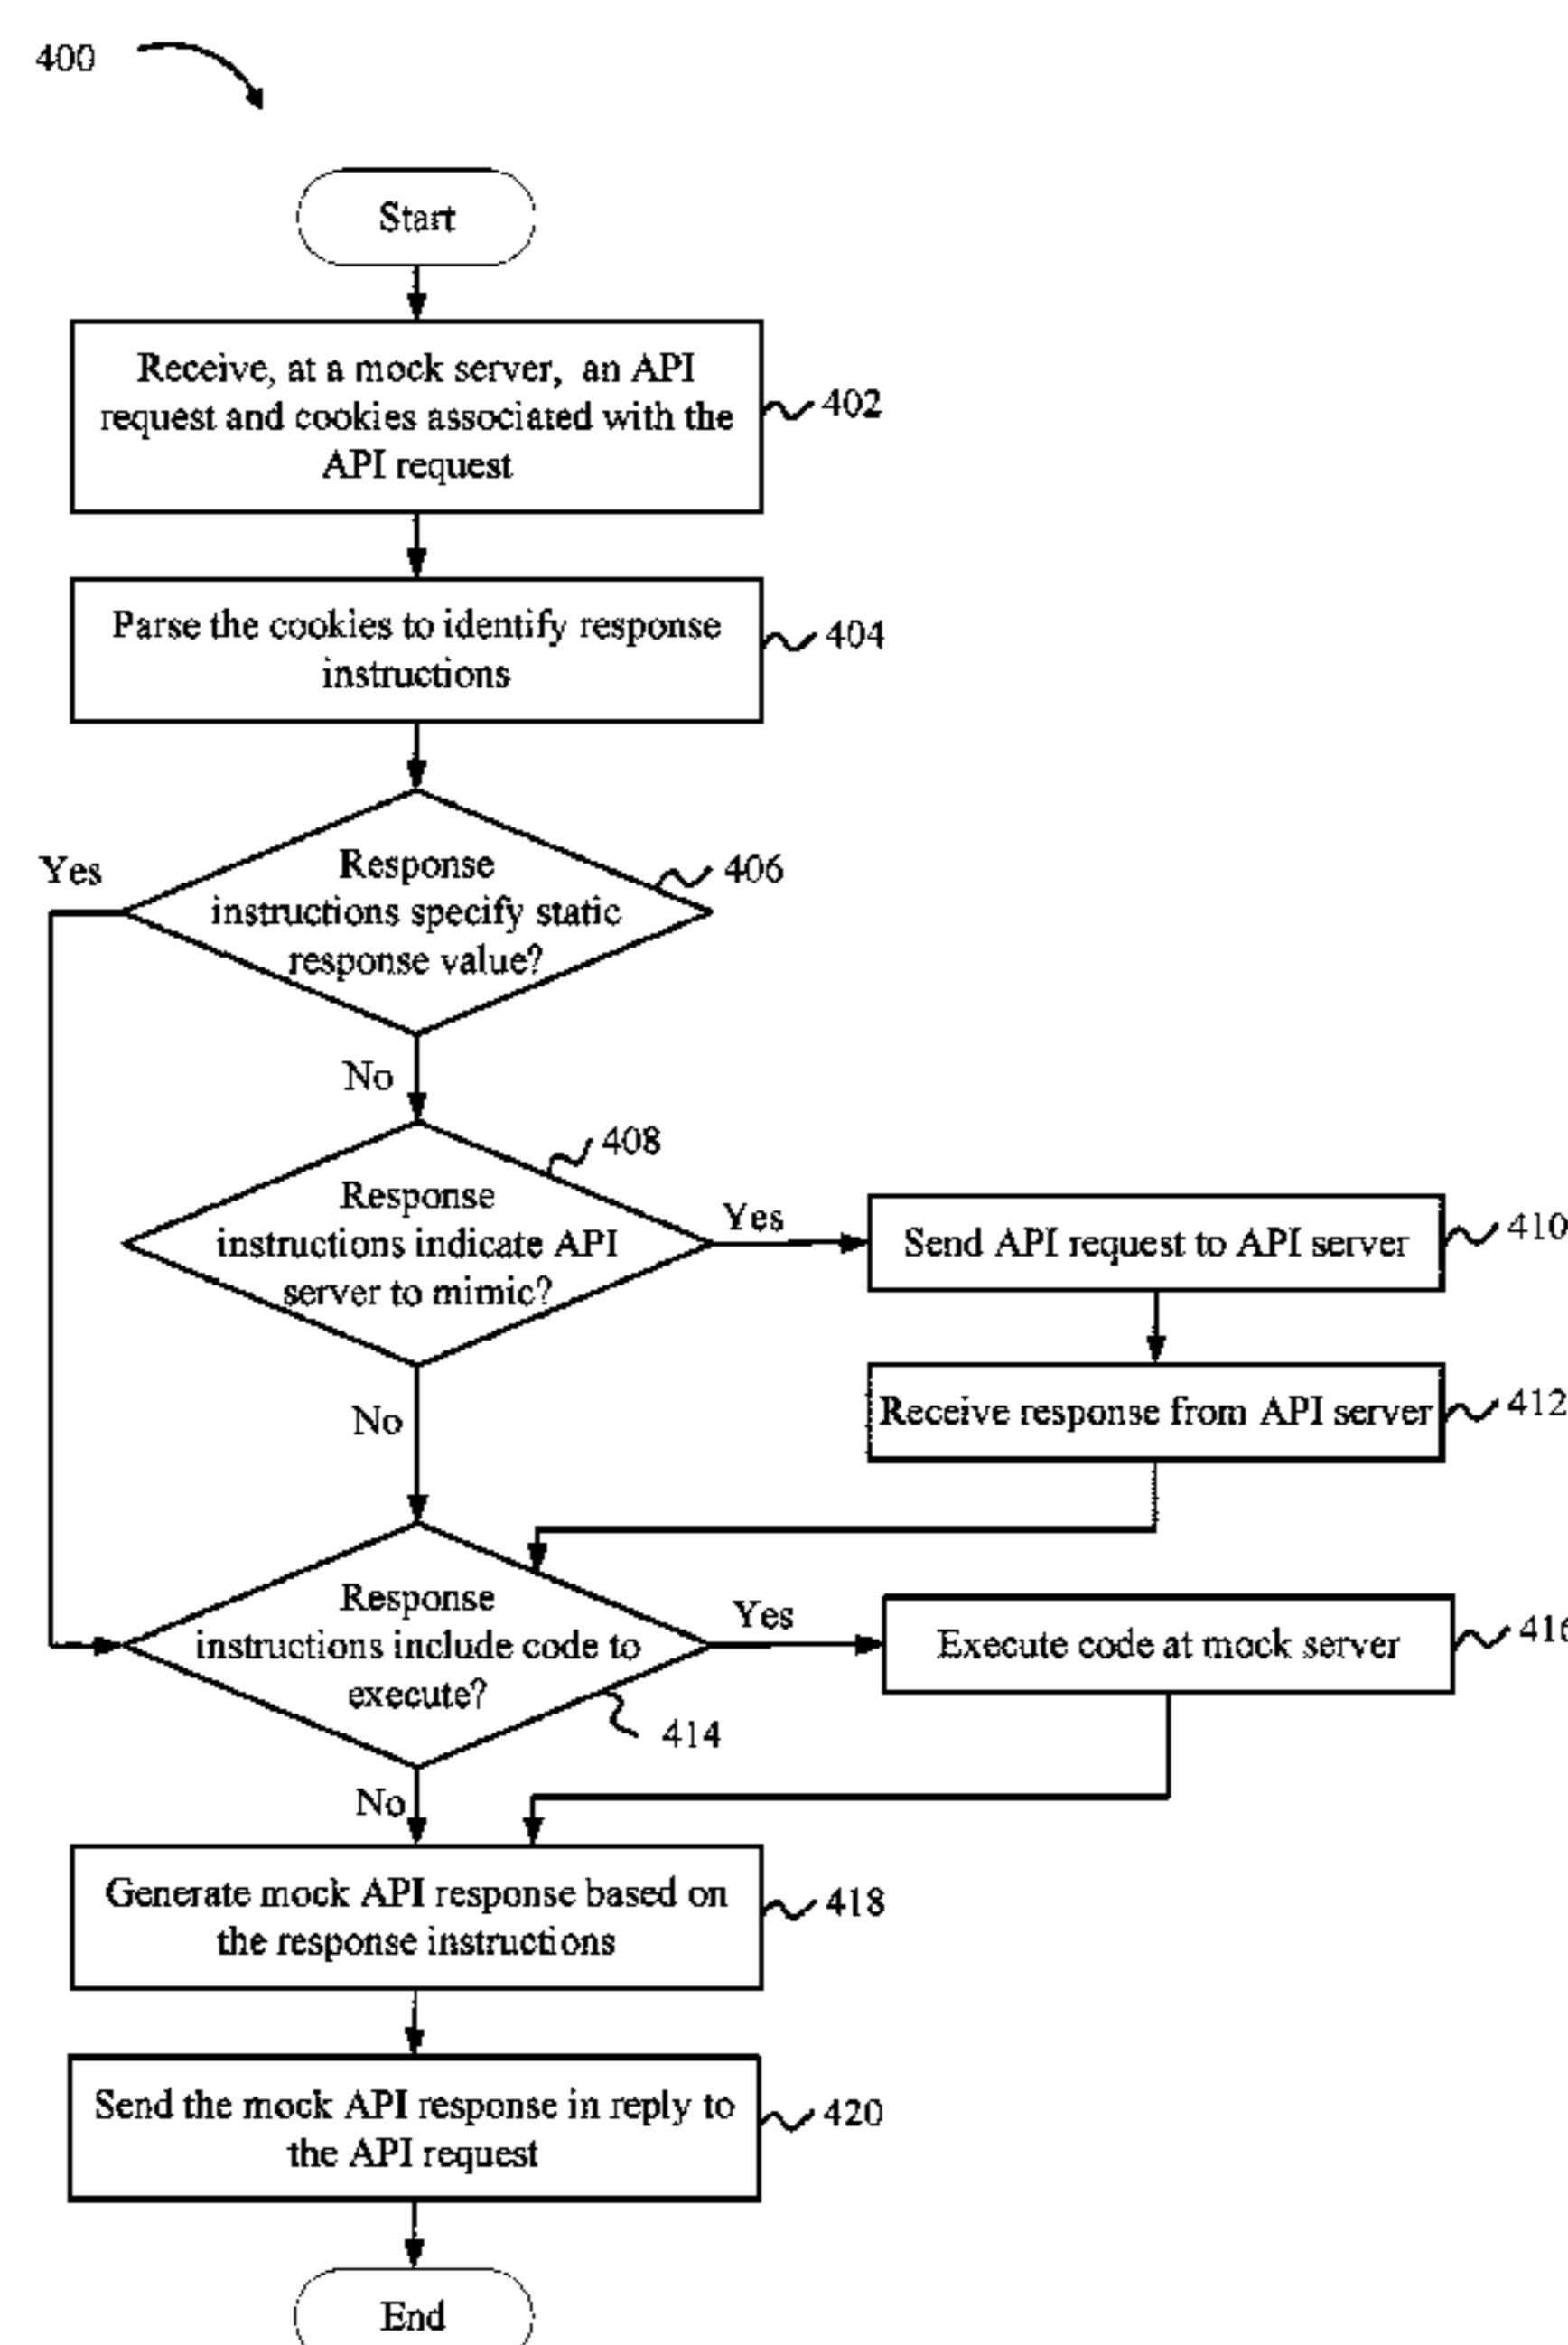 400
Start
Receive, at a mock server, an API
request and cookies associated with the
API request
402
Parse the cookies to identify response
instructions
404
Yes
Response
instructions specify static
response value?
406
No
408
Response
instructions indicate API
server to mimic?
Yes
Send API request to API server
410
Receive response from API server
412
No
Response
instructions include code to
execute?
414
Yes
Execute code at mock server
416
No
Generate mock API response based on
the response instructions
418
Send the mock API response in reply to
the API request
420
End